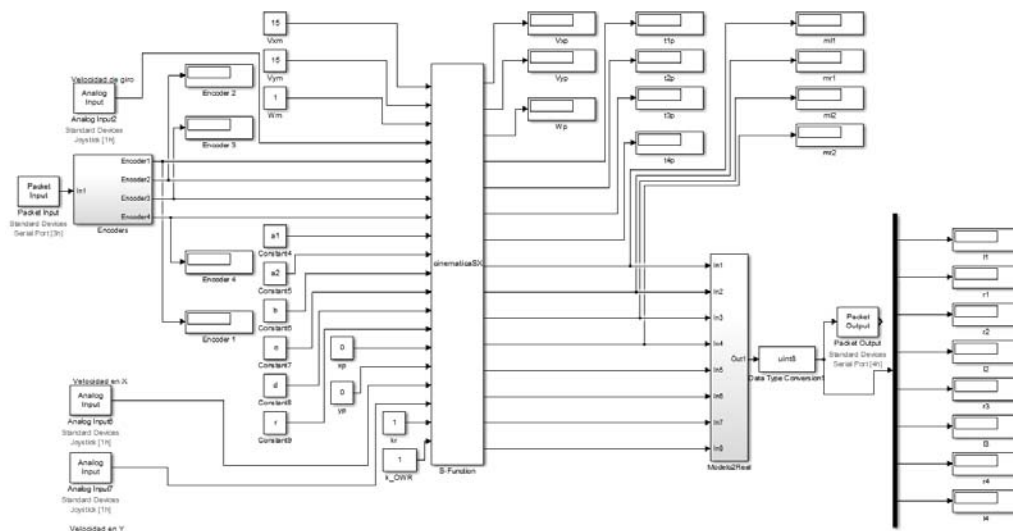 Velocidad de giro
Analog
Input
Analog Input2
Standard Devices
Joystick [1h]
Packet
Input
Packet Input
Standard Devices
Serial Port [3h]
In1
Encoder1
Encoder2
Encoder3
Encoder4
Encoders
Encoder 2
Encoder 3
Encoder 4
Encoder 1
15
Vxm
15
Vym
1
Wm
a1
Constant4
a2
Constant5
b
Constant6
Constant7
d
Constant8
r
Constant9
0
xp
0
yp
1
kr
1
k_OWR
Velocidad en X
Analog
Input
Analog Input6
Standard Devices
Joystick [1h]
Analog
Input
Analog Input7
Standard Devices
Joystick [1h]
Velocidad en Y
cinematicaSX
S-Function
Vxp
Vyp
Wp
t1p
t2p
t3p
t4p
ml1
mr1
ml2
mr2
In1
In2
In3
In4
In5
In6
In7
In8
Out1
Modelo2Real
uint8
Data Type Conversion1
Packet
Output
Packet Output
Standard Devices
Serial Port [4h]
l1
r1
r2
l2
r3
l3
r4
l4